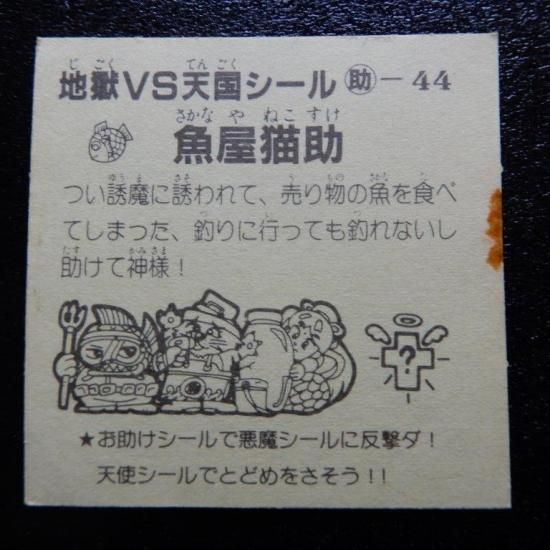 地獄VS天国シール 助－44
魚屋猫助
つい誘魔に誘われて、売り物の魚を食べ
てしまった、釣りに行っても釣れないし
助けて神様！
?
★お助けシールで悪魔シールに反撃ダ！
天使シールでとどめをさそう!!